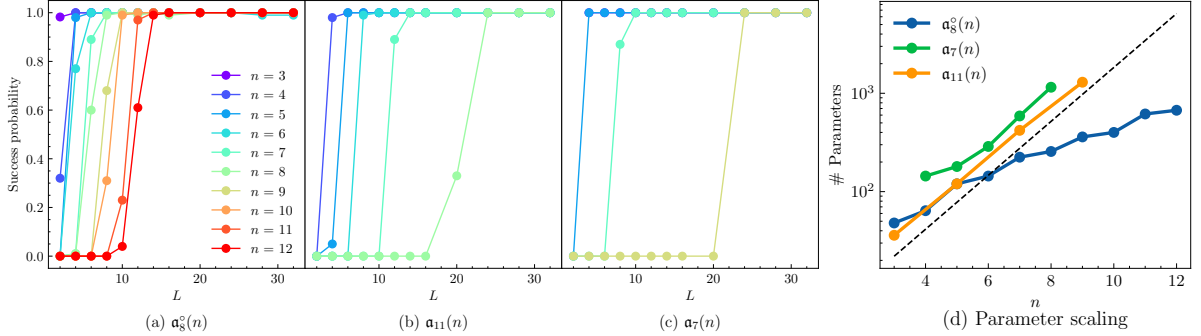 Success probability
1.0
0.8
0.6
0.4
0.2
0.0
n = 3
n = 4
n = 5
n = 6
n = 7
n = 8
n = 9
n = 10
n = 11
n = 12
10 20 30
L
(a) 𝔞₈°(n)
10 20 30
L
(b) 𝔞₁₁(n)
10 20 30
L
(c) 𝔞₇(n)
# Parameters
10³
10²
𝔞₈°(n)
𝔞₇(n)
𝔞₁₁(n)
4 6 8 10 12
n
(d) Parameter scaling